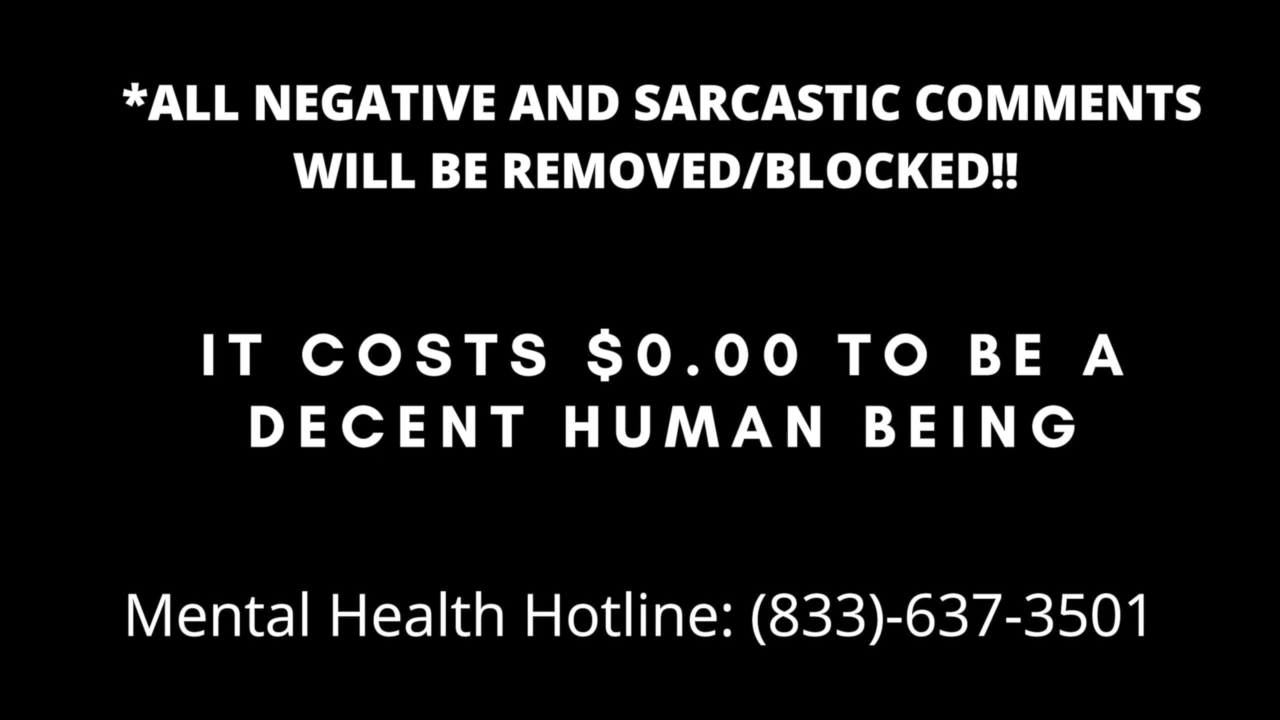 *ALL NEGATIVE AND SARCASTIC COMMENTS
WILL BE REMOVED/BLOCKED!!
IT COSTS $0.00 TO BE A
DECENT HUMAN BEING
Mental Health Hotline: (833)-637-3501